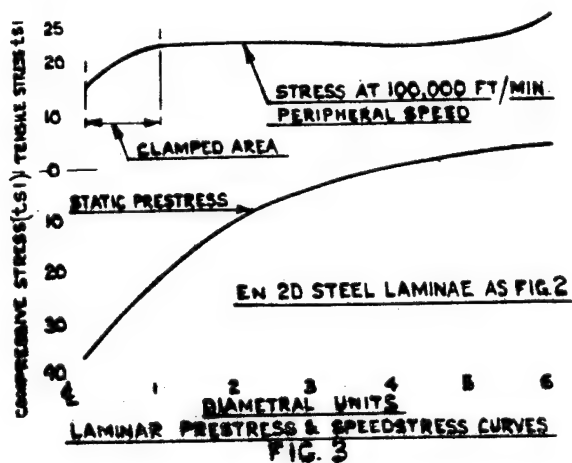 25
20
15
10
0
10
20
30
40
COMPRESSIVE STRESS (t.s.i) TENSILE STRESS t.s.i
STRESS AT 100,000 FT/MIN
PERIPHERAL SPEED
CLAMPED AREA
STATIC PRESTRESS
EN 2D STEEL LAMINAE AS FIG.2
1 2 3 4 5 6
DIAMETRAL UNITS
LAMINAR PRESTRESS & SPEEDSTRESS CURVES
FIG. 3